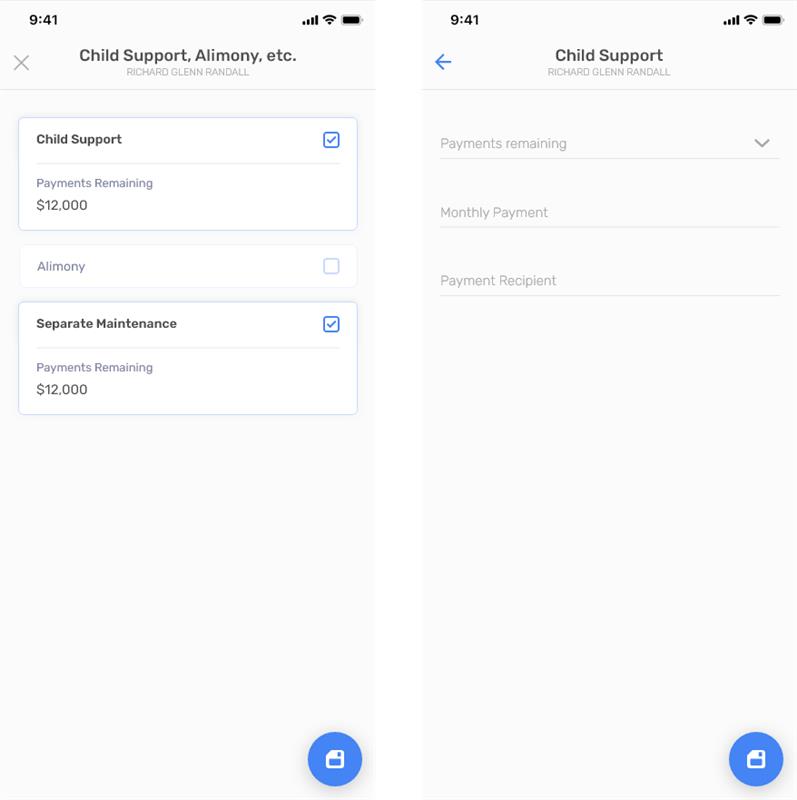 9:41
Child Support, Alimony, etc.
RICHARD GLENN RANDALL
Child Support
Payments Remaining
$12,000
Alimony
Separate Maintenance
Payments Remaining
$12,000
9:41
Child Support
RICHARD GLENN RANDALL
Payments remaining
Monthly Payment
Payment Recipient